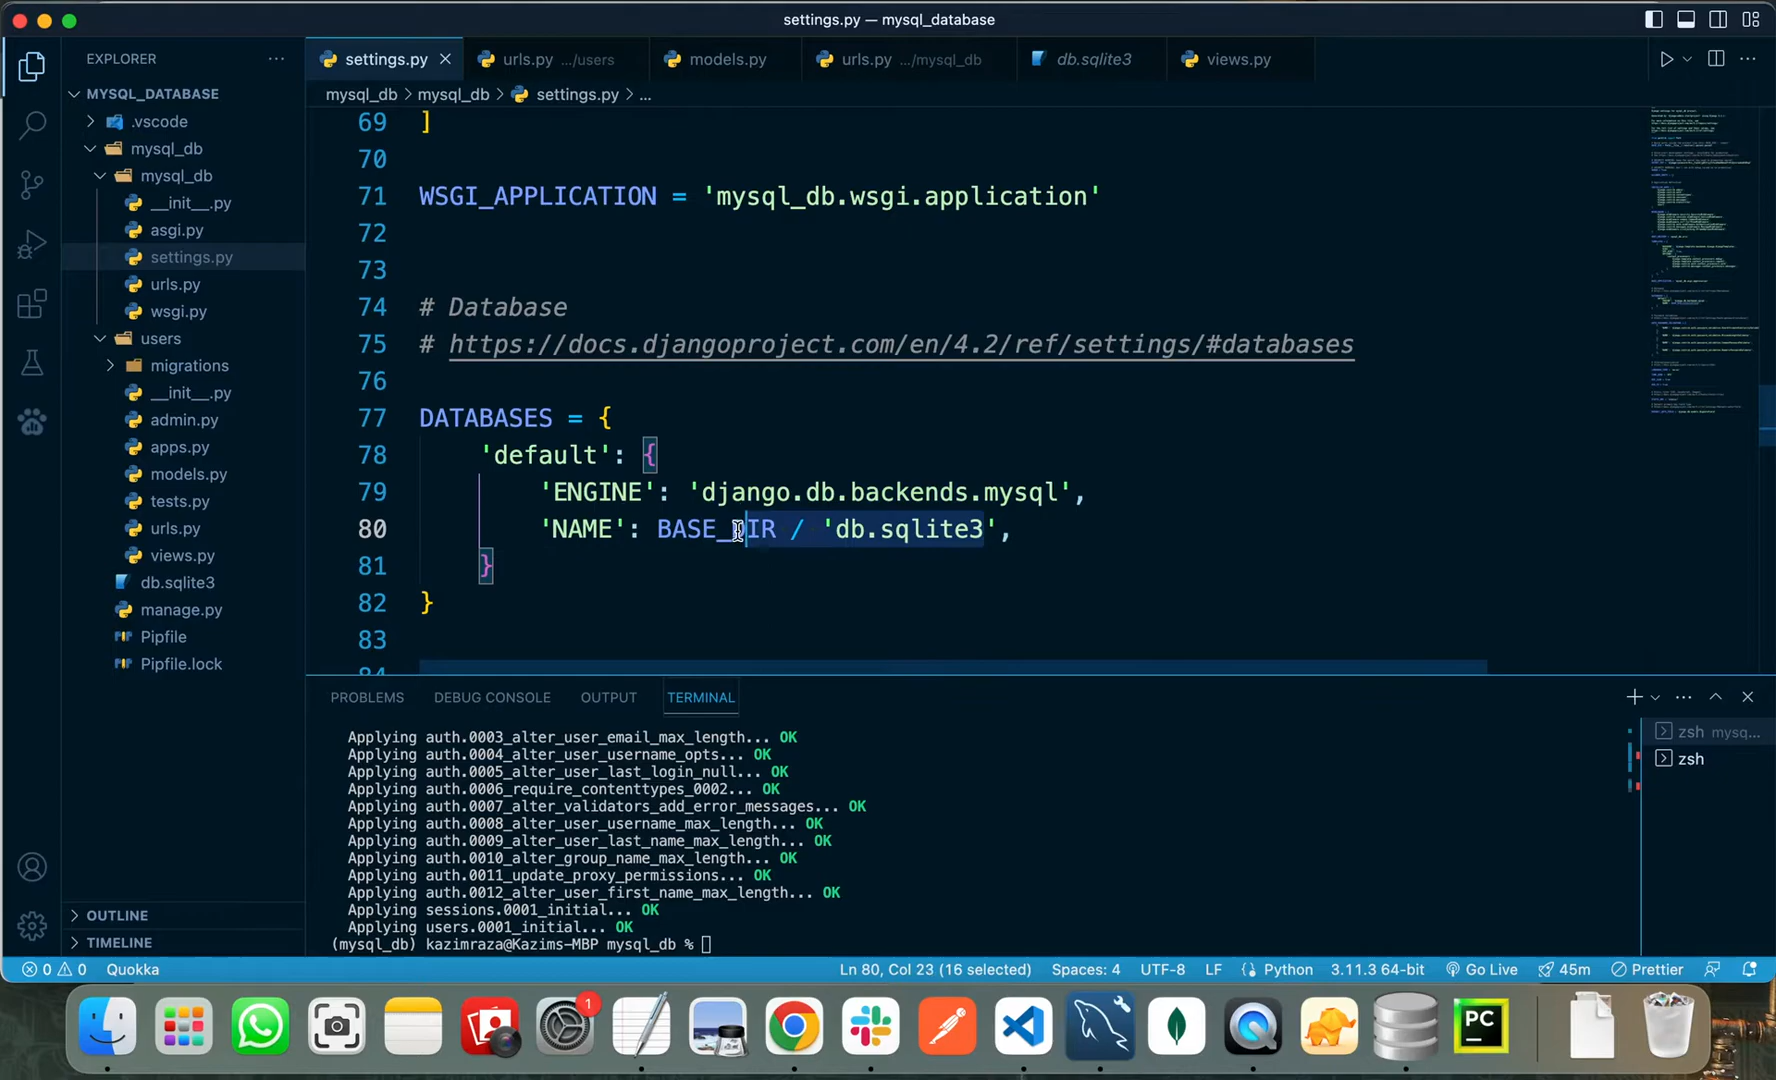 settings.py — mysql_database
EXPLORER
MYSQL_DATABASE
.vscode
mysql_db
mysql_db
__init__.py
asgi.py
settings.py
urls.py
wsgi.py
users
migrations
__init__.py
admin.py
apps.py
models.py
tests.py
urls.py
views.py
db.sqlite3
manage.py
Pipfile
Pipfile.lock
OUTLINE
TIMELINE
settings.py urls.py .../users models.py urls.py .../mysql_db db.sqlite3 views.py
mysql_db > mysql_db > settings.py > ...
69 ]
70
71 WSGI_APPLICATION = 'mysql_db.wsgi.application'
72
73
74 # Database
75 # https://docs.djangoproject.com/en/4.2/ref/settings/#databases
76
77 DATABASES = {
78 'default': {
79 'ENGINE': 'django.db.backends.mysql',
80 'NAME': BASE_DIR / 'db.sqlite3',
81 }
82 }
83
84
PROBLEMS DEBUG CONSOLE OUTPUT TERMINAL
Applying auth.0003_alter_user_email_max_length... OK
Applying auth.0004_alter_user_username_opts... OK
Applying auth.0005_alter_user_last_login_null... OK
Applying auth.0006_require_contenttypes_0002... OK
Applying auth.0007_alter_validators_add_error_messages... OK
Applying auth.0008_alter_user_username_max_length... OK
Applying auth.0009_alter_user_last_name_max_length... OK
Applying auth.0010_alter_group_name_max_length... OK
Applying auth.0011_update_proxy_permissions... OK
Applying auth.0012_alter_user_first_name_max_length... OK
Applying sessions.0001_initial... OK
Applying users.0001_initial... OK
(mysql_db) kazimraza@Kazims-MBP mysql_db %
zsh mysq...
zsh
0 0 Quokka Ln 80, Col 23 (16 selected) Spaces: 4 UTF-8 LF Python 3.11.3 64-bit Go Live 45m Prettier
1
PC